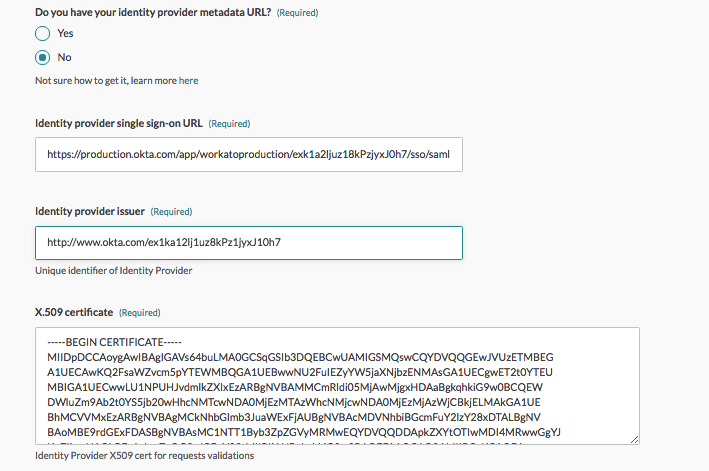 Do you have your identity provider metadata URL? (Required)
Yes
No
Not sure how to get it, learn more here
Identity provider single sign-on URL (Required)
https://production.okta.com/app/workatoproduction/exk1a2ljuz18kPzjyxJ0h7/sso/saml
Identity provider issuer (Required)
http://www.okta.com/ex1ka12lj1uz8kPz1jyxJ10h7
Unique identifier of Identity Provider
X.509 certificate (Required)
-----BEGIN CERTIFICATE-----
MIIDpDCCAoygAwIBAgIGAVs64buLMA0GCSqGSIb3DQEBCwUAMIGSMQswCQYDVQQGEwJVUzETMBEG
A1UECAwKQ2FsaWZvcm5pYTEWMBQGA1UEBwwNU2FuIEZyYW5jaXNjbzENMAsGA1UECgwET2t0YTEU
MBIGA1UECwwLU1NPUHJvdmlkZXIxEzARBgNVBAMMCmRldi05MjAwMjgxHDAaBgkqhkiG9w0BCQEW
DWluZm9Ab2t0YS5jb20wHhcNMTcwNDA0MjEzMTAzWhcNMjcwNDA0MjEzMjAzWjCBkjELMAkGA1UE
BhMCVVMxEzARBgNVBAgMCkNhbGlmb3JuaWExFjAUBgNVBAcMDVNhbiBGcmFuY2lzY28xDTALBgNV
BAoMBE9rdGExFDASBgNVBAsMC1NTT1Byb3ZpZGVyMRMwEQYDVQQDDApkZXYtOTIwMDI4MRwwGgYJ
Identity Provider X509 cert for requests validations